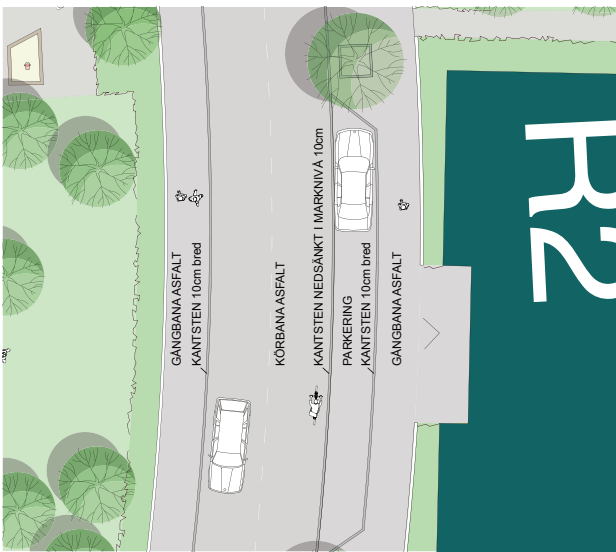 GÅNGBANA ASFALT
KANTSTEN 10cm bred
KÖRBANA ASFALT
KANTSTEN NEDSÄNKT I MARKNIVÅ 10cm
PARKERING
KANTSTEN 10cm bred
GÅNGBANA ASFALT
R2